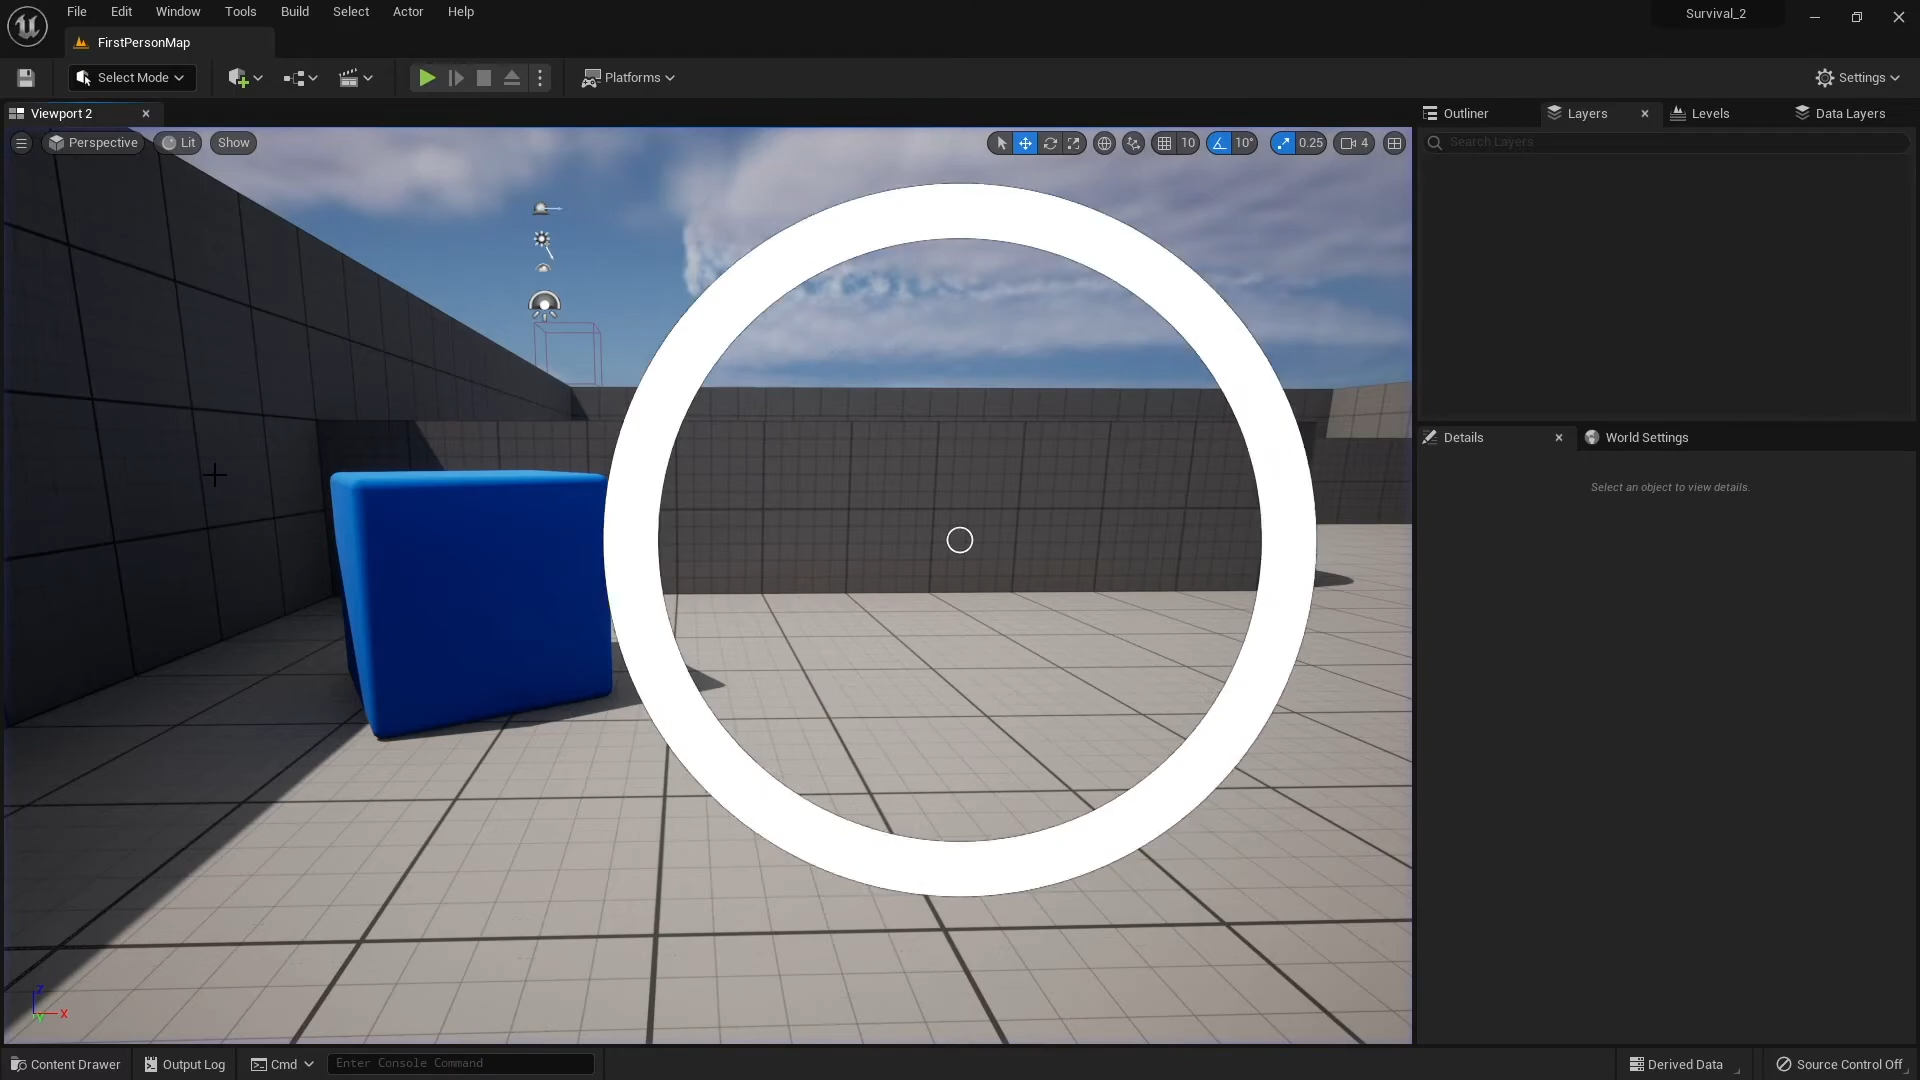 File Edit Window Tools Build Select Actor Help
Survival_2
FirstPersonMap
Select Mode
Platforms
Settings
Viewport 2
Outliner
Layers
Levels
Data Layers
Perspective
Lit
Show
10
10°
0.25
4
Search Layers
Details
World Settings
Select an object to view details.
Z
X
Y
Content Drawer
Output Log
Cmd
Enter Console Command
Derived Data
Source Control Off